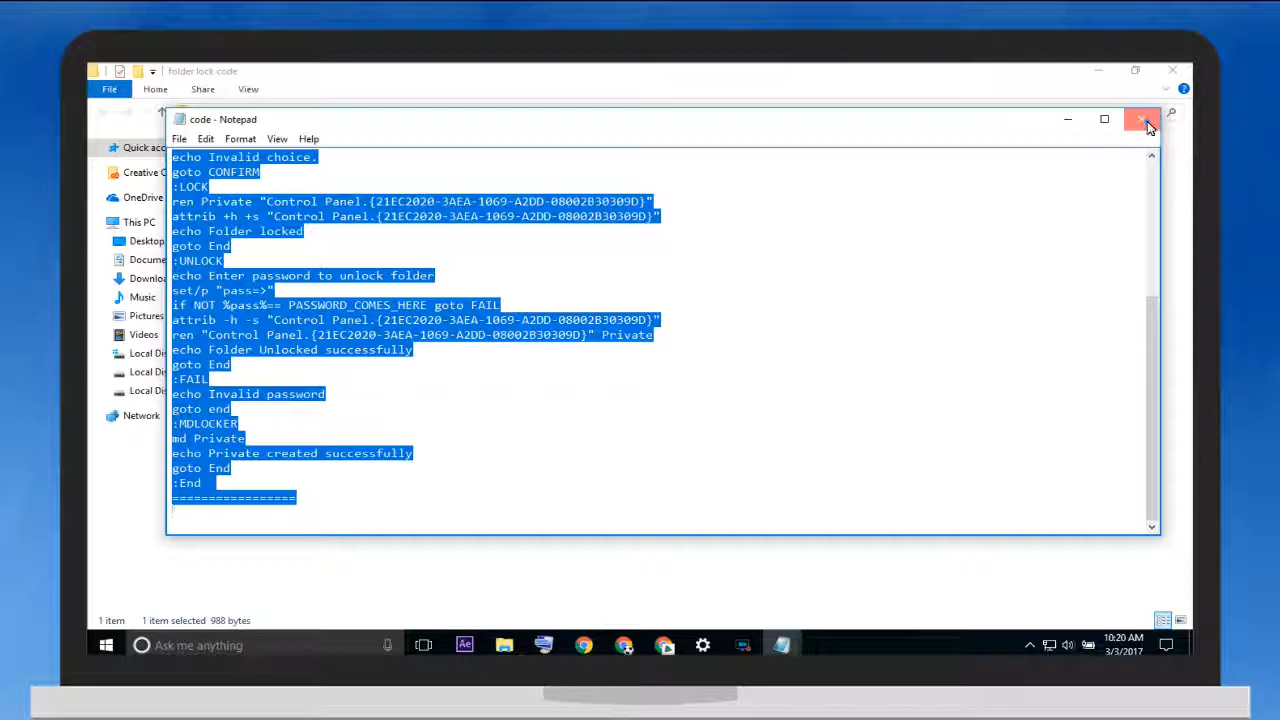 folder lock code
File Home Share View
code - Notepad
File Edit Format View Help
echo Invalid choice.
goto CONFIRM
:LOCK
ren Private "Control Panel.{21EC2020-3AEA-1069-A2DD-08002B30309D}"
attrib +h +s "Control Panel.{21EC2020-3AEA-1069-A2DD-08002B30309D}"
echo Folder locked
goto End
:UNLOCK
echo Enter password to unlock folder
set/p "pass=>"
if NOT %pass%== PASSWORD_COMES_HERE goto FAIL
attrib -h -s "Control Panel.{21EC2020-3AEA-1069-A2DD-08002B30309D}"
ren "Control Panel.{21EC2020-3AEA-1069-A2DD-08002B30309D}" Private
echo Folder Unlocked successfully
goto End
:FAIL
echo Invalid password
goto end
:MDLOCKER
md Private
echo Private created successfully
goto End
:End
=================
Quick acc
Creative C
OneDrive
This PC
Desktop
Docume
Downloa
Music
Pictures
Videos
Local Dis
Local Dis
Local Dis
Network
1 item 1 item selected 988 bytes
Ask me anything
Ae
10:20 AM
3/3/2017